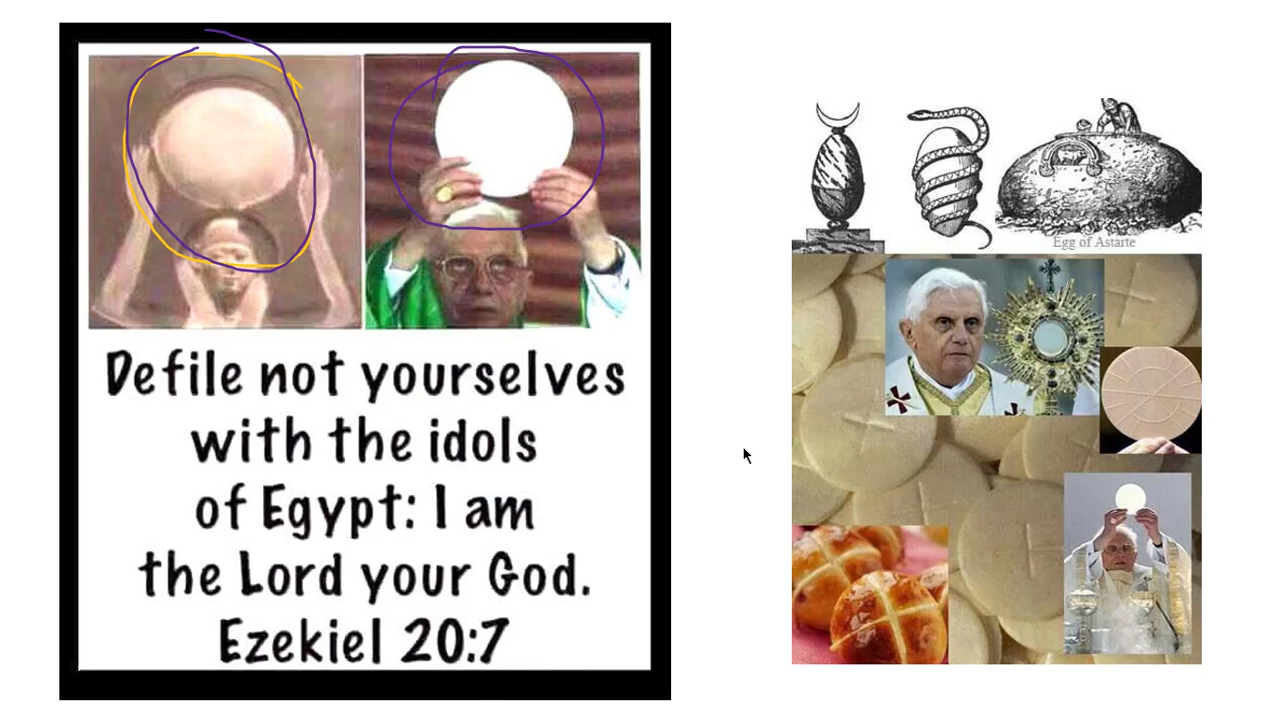 Defile not yourselves
with the idols
of Egypt: I am
the Lord your God.
Ezekiel 20:7
Egg of Astarte